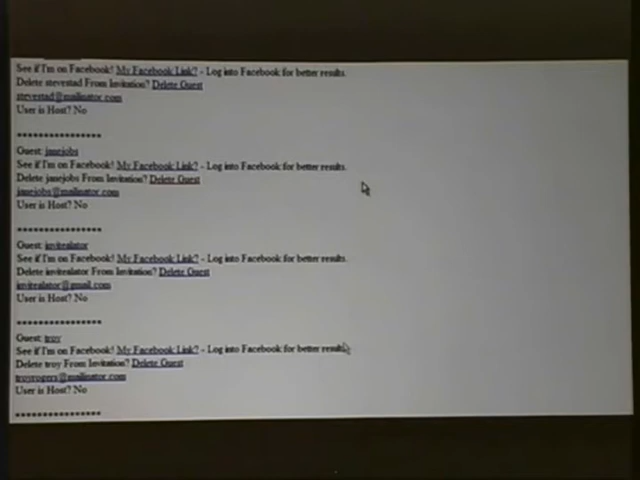 See if I'm on Facebook! My Facebook Link? - Log into Facebook for better results.
Delete stevestad From Invitation? Delete Guest
stevestad@mailinator.com
User is Host? No
****************
Guest: janejobs
See if I'm on Facebook! My Facebook Link? - Log into Facebook for better results.
Delete janejobs From Invitation? Delete Guest
janejobs@mailinator.com
User is Host? No
****************
Guest: invitealator
See if I'm on Facebook! My Facebook Link? - Log into Facebook for better results.
Delete invitealator From Invitation? Delete Guest
invitealator@gmail.com
User is Host? No
****************
Guest: troy
See if I'm on Facebook! My Facebook Link? - Log into Facebook for better results.
Delete troy From Invitation? Delete Guest
troyrogers@mailinator.com
User is Host? No
****************